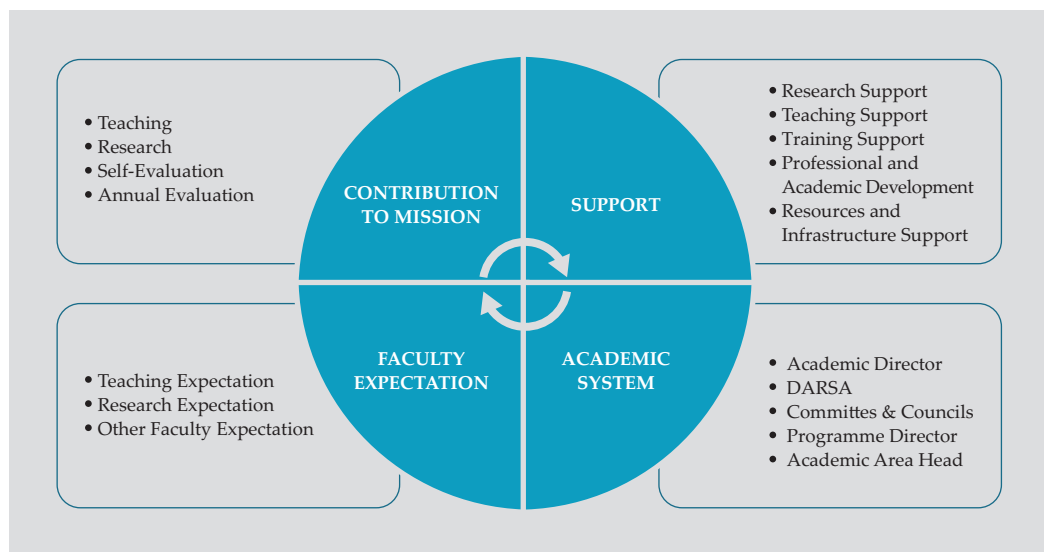 • Teaching
• Research
• Self-Evaluation
• Annual Evaluation
CONTRIBUTION
TO MISSION
SUPPORT
• Research Support
• Teaching Support
• Training Support
• Professional and
Academic Development
• Resources and
Infrastructure Support
• Teaching Expectation
• Research Expectation
• Other Faculty Expectation
FACULTY
EXPECTATION
ACADEMIC
SYSTEM
• Academic Director
• DARSA
• Committes & Councils
• Programme Director
• Academic Area Head